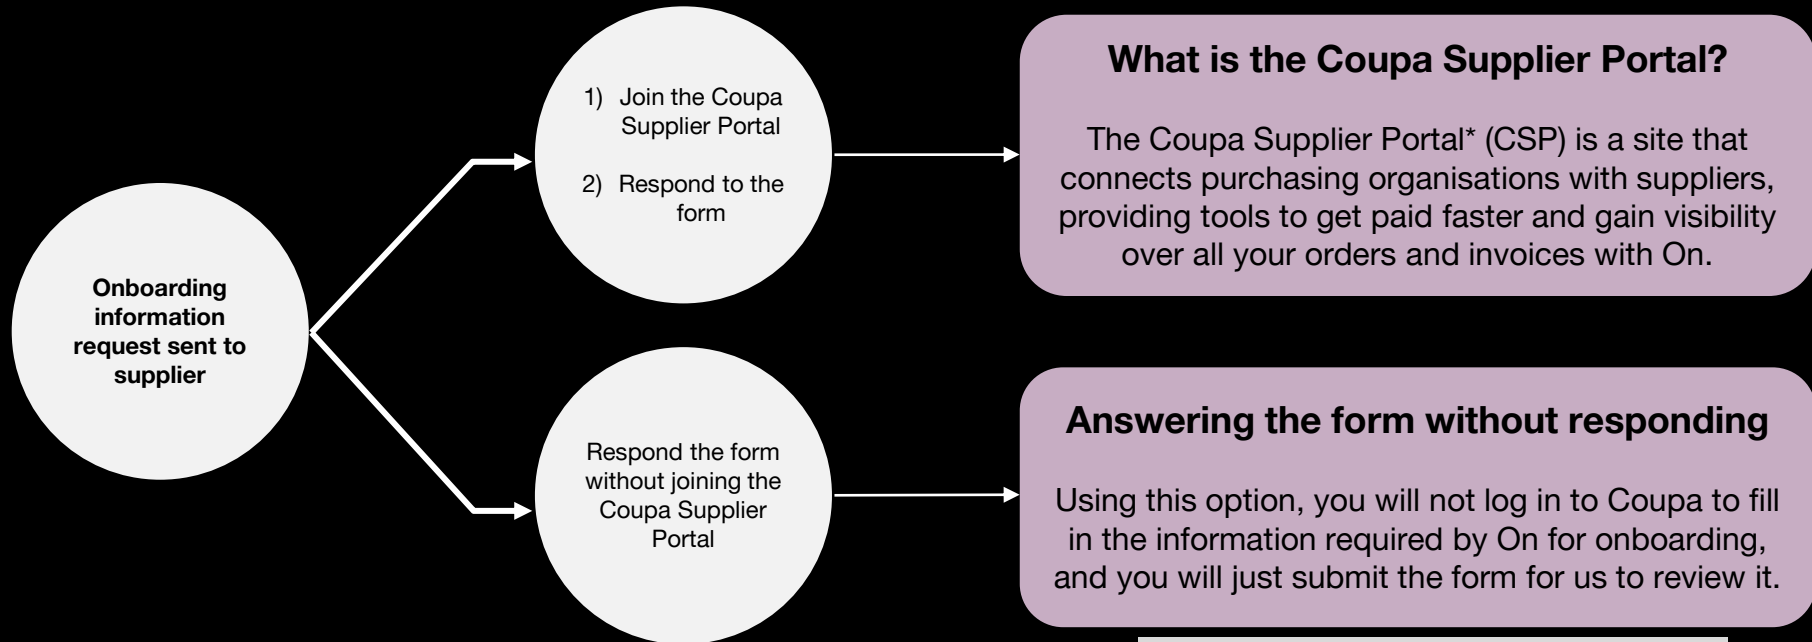 Onboarding
information
request sent to
supplier
1) Join the Coupa
Supplier Portal
2) Respond to the
form
Respond the form
without joining the
Coupa Supplier
Portal
What is the Coupa Supplier Portal?
The Coupa Supplier Portal* (CSP) is a site that
connects purchasing organisations with suppliers,
providing tools to get paid faster and gain visibility
over all your orders and invoices with On.
Answering the form without responding
Using this option, you will not log in to Coupa to fill
in the information required by On for onboarding,
and you will just submit the form for us to review it.